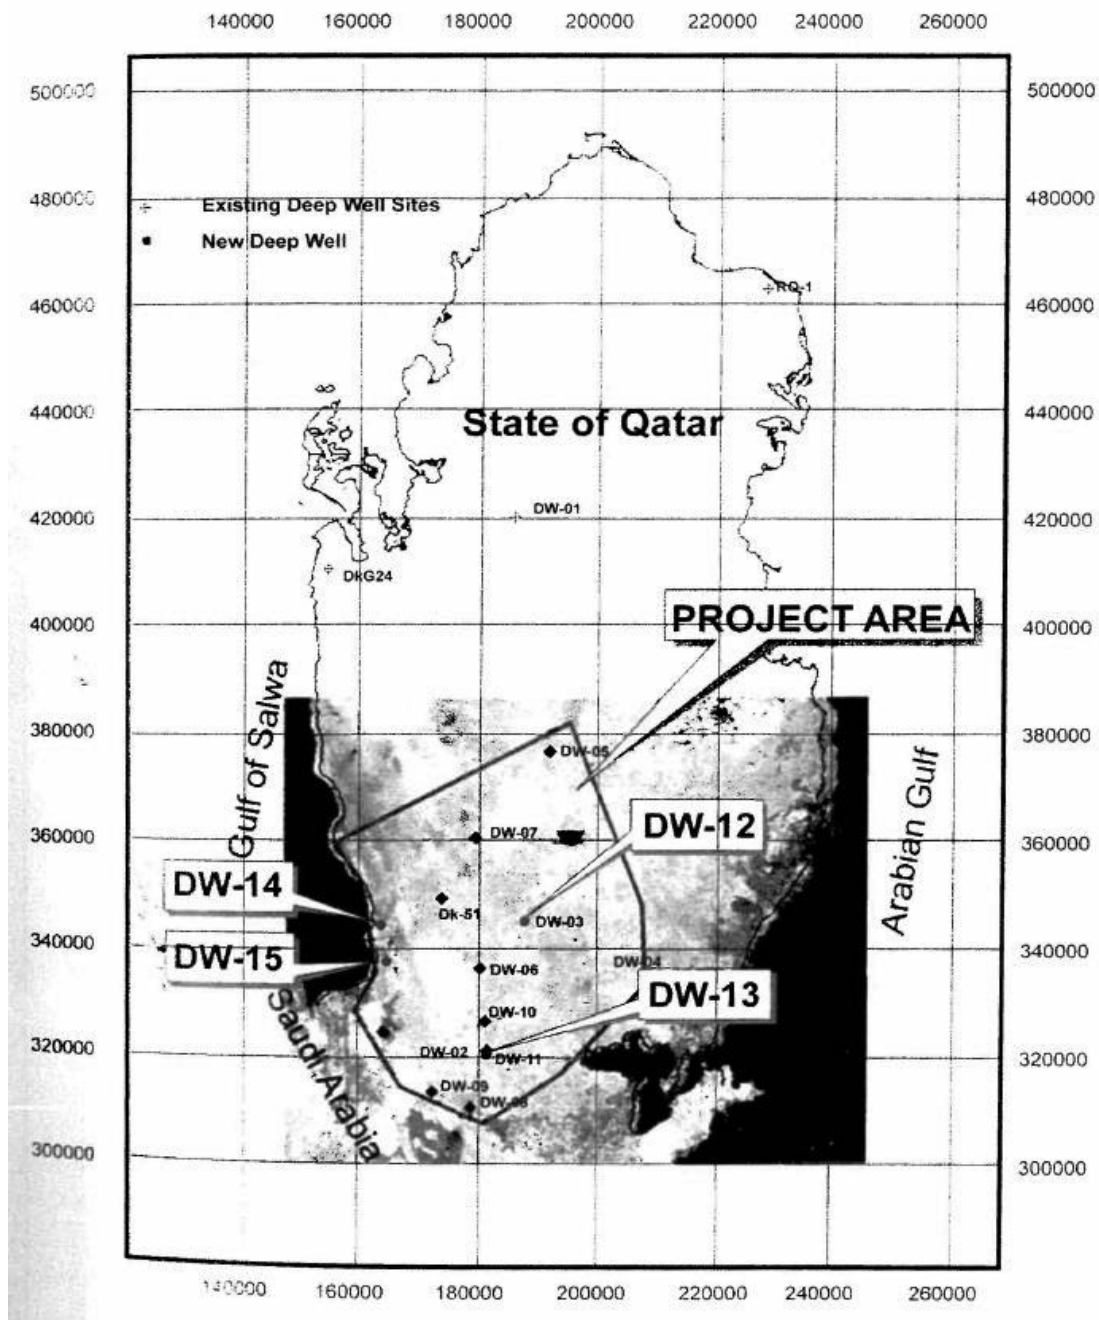 140000 160000 180000 200000 220000 240000 260000
500000 500000
480000 480000
Existing Deep Well Sites
New Deep Well
RQ-1
460000 460000
440000 440000
State of Qatar
DW-01
420000 420000
DkG24
PROJECT AREA
400000 400000
Gulf of Salwa
380000 380000
DW-05
Arabian Gulf
360000 360000
DW-07
DW-12
DW-14
Dk-51
DW-03
340000 340000
DW-15
DW-04
DW-06
DW-13
DW-10
Saudi Arabia
320000 320000
DW-02
DW-11
DW-09
DW-08
300000 300000
140000 160000 180000 200000 220000 240000 260000